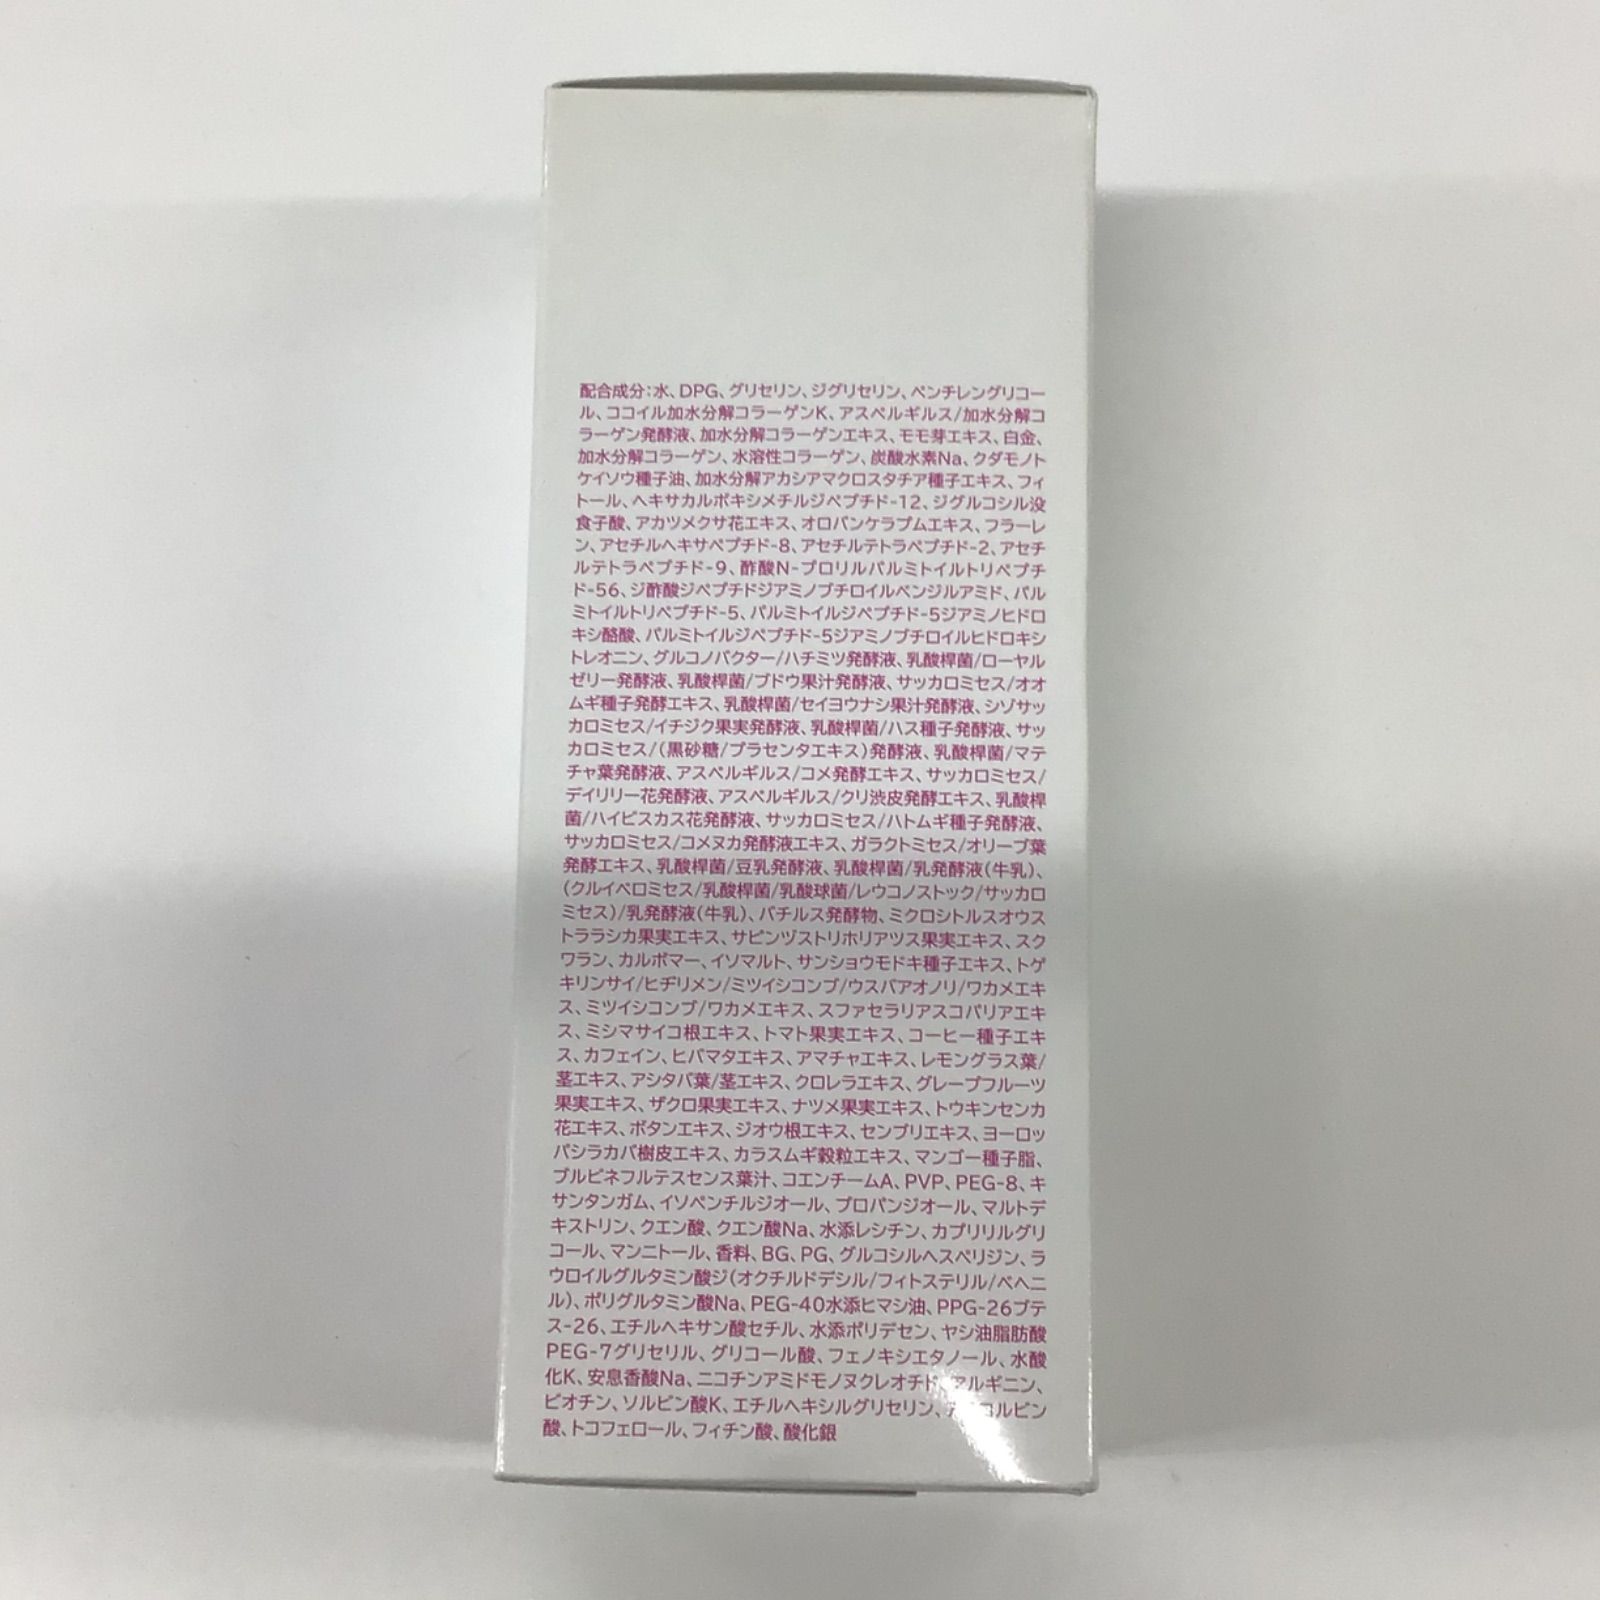 配合成分：水、DPG、グリセリン、ジグリセリン、ペンチレングリコー
ル、ココイル加水分解コラーゲンK、アスペルギルス/加水分解コ
ラーゲン発酵液、加水分解コラーゲンエキス、モモ芽エキス、白金、
加水分解コラーゲン、水溶性コラーゲン、炭酸水素Na、クダモノト
ケイソウ種子油、加水分解アカシアマクロスタチア種子エキス、フィ
トール、ヘキサカルボキシメチルジペプチド-12、ジグルコシル没
食子酸、アカツメクサ花エキス、オロバンケラプムエキス、フラーレ
ン、アセチルヘキサペプチド-8、アセチルテトラペプチド-2、アセチ
ルテトラペプチド-9、酢酸N-プロリルパルミトイルトリペプチ
ド-56、ジ酢酸ジペプチドジアミノブチロイルベンジルアミド、パル
ミトイルトリペプチド-5、パルミトイルジペプチド-5ジアミノヒドロ
キシ酪酸、パルミトイルジペプチド-5ジアミノブチロイルヒドロキシ
トレオニン、グルコノバクター/ハチミツ発酵液、乳酸桿菌/ローヤル
ゼリー発酵液、乳酸桿菌/ブドウ果汁発酵液、サッカロミセス/オオ
ムギ種子発酵エキス、乳酸桿菌/セイヨウナシ果汁発酵液、シゾサッ
カロミセス/イチジク果実発酵液、乳酸桿菌/ハス種子発酵液、サッ
カロミセス/(黒砂糖/プラセンタエキス)発酵液、乳酸桿菌/マテ
チャ葉発酵液、アスペルギルス/コメ発酵エキス、サッカロミセス/
デイリリー花発酵液、アスペルギルス/クリ渋皮発酵エキス、乳酸桿
菌/ハイビスカス花発酵液、サッカロミセス/ハトムギ種子発酵液、
サッカロミセス/コメヌカ発酵液エキス、ガラクトミセス/オリーブ葉
発酵エキス、乳酸桿菌/豆乳発酵液、乳酸桿菌/乳発酵液(牛乳)、
(クルイベロミセス/乳酸桿菌/乳酸球菌/レウコノストック/サッカロ
ミセス)/乳発酵液(牛乳)、バチルス発酵物、ミクロシトルスオウス
トララシカ果実エキス、サピンヅストリホリアツス果実エキス、スク
ワラン、カルボマー、イソマルト、サンショウモドキ種子エキス、トゲ
キリンサイ/ヒヂリメン/ミツイシコンブ/ウスバアオノリ/ワカメエキ
ス、ミツイシコンブ/ワカメエキス、スファセラリアスコパリアエキ
ス、ミシマサイコ根エキス、トマト果実エキス、コーヒー種子エキ
ス、カフェイン、ヒバマタエキス、アマチャエキス、レモングラス葉/
茎エキス、アシタバ葉/茎エキス、クロレラエキス、グレープフルーツ
果実エキス、ザクロ果実エキス、ナツメ果実エキス、トウキンセンカ
花エキス、ボタンエキス、ジオウ根エキス、センブリエキス、ヨーロッ
パシラカバ樹皮エキス、カラスムギ穀粒エキス、マンゴー種子脂、
ブルビネフルテスセンス葉汁、コエンチームA、PVP、PEG-8、キ
サンタンガム、イソペンチルジオール、プロパンジオール、マルトデ
キストリン、クエン酸、クエン酸Na、水添レシチン、カプリリルグリ
コール、マンニトール、香料、BG、PG、グルコシルヘスペリジン、ラ
ウロイルグルタミン酸ジ(オクチルドデシル/フィトステリル/ベヘニ
ル)、ポリグルタミン酸Na、PEG-40水添ヒマシ油、PPG-26ブテ
ス-26、エチルヘキサン酸セチル、水添ポリデセン、ヤシ油脂肪酸
PEG-7グリセリル、グリコール酸、フェノキシエタノール、水酸
化K、安息香酸Na、ニコチンアミドモノヌクレオチド、アルギニン、
ビオチン、ソルビン酸K、エチルヘキシルグリセリン、アスコルビン
酸、トコフェロール、フィチン酸、酸化銀